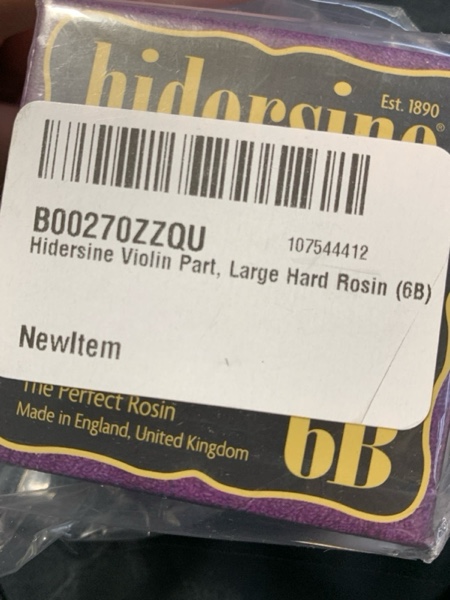 hidersine®
Est. 1890
B00270ZZQU
107544412
Hidersine Violin Part, Large Hard Rosin (6B)
NewItem
The Perfect Rosin
Made in England, United Kingdom
6B